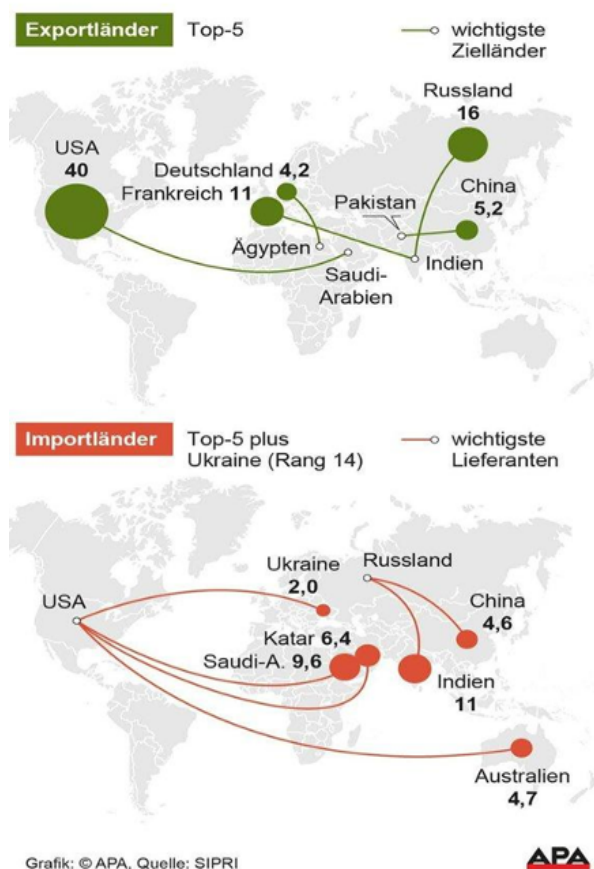 Exportländer Top-5
wichtigste
Zielländer
Russland
16
USA
40
Deutschland 4,2
Frankreich 11
China
5,2
Pakistan
Ägypten
Saudi-
Arabien
Indien
Importländer Top-5 plus
Ukraine (Rang 14)
wichtigste
Lieferanten
Ukraine
2,0
Russland
USA
China
4,6
Katar 6,4
Saudi-A. 9,6
Indien
11
Australien
4,7
Grafik: © APA, Quelle: SIPRI
APA